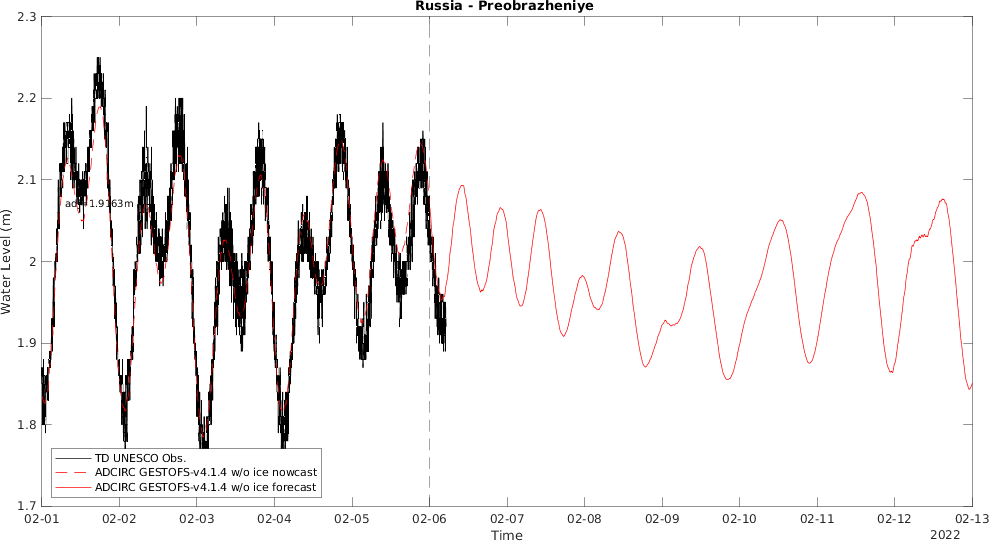 Russia - Preobrazheniye
2.3
2.2
2.1
2
1.9
1.8
1.7
Water Level (m)
1.9163m
TD UNESCO Obs.
ADCIRC GESTOFS-v4.1.4 w/o ice nowcast
ADCIRC GESTOFS-v4.1.4 w/o ice forecast
02-01 02-02 02-03 02-04 02-05 02-06 02-07 02-08 02-09 02-10 02-11 02-12 02-13
Time
2022